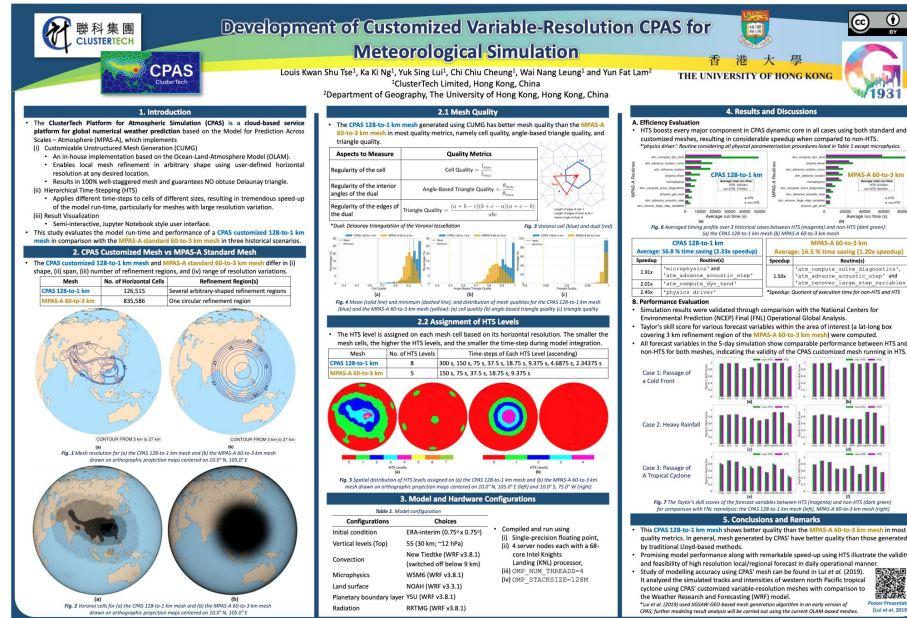 聯科集團
CLUSTERTECH
CPAS
ClusterTech
Development of Customized Variable-Resolution CPAS for
Meteorological Simulation
Louis Kwan Shu Tse¹, Ka Ki Ng¹, Yuk Sing Lui¹, Chi Chiu Cheung¹, Wai Nang Leung¹ and Yun Fat Lam²
¹ClusterTech Limited, Hong Kong, China
²Department of Geography, The University of Hong Kong, Hong Kong, China
香港大學
THE UNIVERSITY OF HONG KONG
CC BY
1931
1. Introduction
• The ClusterTech Platform for Atmospheric Simulation (CPAS) is a cloud-based service
platform for global numerical weather prediction based on the Model for Prediction Across
Scales – Atmosphere (MPAS-A), which implements
(i) Customizable Unstructured Mesh Generation (CUMG)
• An in-house implementation based on the Ocean-Land-Atmosphere Model (OLAM).
Enables local mesh refinement in arbitrary shape using user-defined horizontal
resolution at any desired location.
• Results in 100% well-staggered mesh and guarantees NO obtuse Delaunay triangle.
(ii) Hierarchical Time-Stepping (HTS)
• Applies different time-steps to cells of different sizes, resulting in tremendous speed-up
of the model run-time, particularly for meshes with large resolution variation.
(iii) Result Visualization
• Semi-interactive, Jupyter Notebook style user interface.
• This study evaluates the model run-time and performance of a CPAS customized 128-to-1 km
mesh in comparison with the MPAS-A standard 60-to-3 km mesh in three historical scenarios.
2. CPAS Customized Mesh vs MPAS-A Standard Mesh
• The CPAS customized 128-to-1 km mesh and MPAS-A standard 60-to-3 km mesh differ in (i)
shape, (ii) span, (iii) number of refinement regions, and (iv) range of resolution variations.
Mesh No. of Horizontal Cells Refinement Region(s)
CPAS 128-to-1 km 126,515 Several arbitrary-shaped refinement regions
MPAS-A 60-to-3 km 835,586 One circular refinement region
CONTOUR FROM 3 km to 27 km CONTOUR FROM 3 km to 27 km
(a) (b)
Fig. 1 Mesh resolution for (a) the CPAS 128-to-1 km mesh and (b) the MPAS-A 60-to-3 km mesh
drawn on orthographic projection maps centered on 10.0° N, 105.0° E
(a) (b)
Fig. 2 Voronoi cells for (a) the CPAS 128-to-1 km mesh and (b) the MPAS-A 60-to-3 km mesh
drawn on orthographic projection maps centered on 10.0° N, 105.0° E
2.1 Mesh Quality
• The CPAS 128-to-1 km mesh generated using CUMG has better mesh quality than the MPAS-A
60-to-3 km mesh in most quality metrics, namely cell quality, angle-based triangle quality, and
triangle quality.
Aspects to Measure Quality Metrics
Regularity of the cell Cell Quality = l min / l max
Regularity of the interior
angles of the dual
Angle-Based Triangle Quality = θ min / θ max
Regularity of the edges of
the dual
Triangle Quality = (a + b − c)(b + c − a)(a + c − b) / abc
*Dual: Delaunay triangulation of the Voronoi tessellation
Fig. 3 Voronoi cell (blue) and dual (red)
(a) (b) (c)
Fig. 4 Mean (solid line) and minimum (dashed line), and distribution of mesh qualities for the CPAS 128-to-1 km mesh
(blue) and the MPAS-A 60-to-3 km mesh (yellow): (a) cell quality (b) angle-based triangle quality (c) triangle quality
2.2 Assignment of HTS Levels
• The HTS level is assigned on each mesh cell based on its horizontal resolution. The smaller the
mesh cells, the higher the HTS levels, and the smaller the time-step during model integration.
Mesh No. of HTS Levels Time-steps of Each HTS Level (ascending)
CPAS 128-to-1 km 8 300 s, 150 s, 75 s, 37.5 s, 18.75 s, 9.375 s, 4.6875 s, 2.34375 s
MPAS-A 60-to-3 km 5 150 s, 75 s, 37.5 s, 18.75 s, 9.375 s
HTS Levels HTS Levels
(a) (b)
Fig. 5 Spatial distribution of HTS levels assigned on (a) the CPAS 128-to-1 km mesh and (b) the MPAS-A 60-to-3 km
mesh drawn on orthographic projection maps centered on 10.0° N, 105.0° E (left) and 10.0° S, 75.0° W (right)
3. Model and Hardware Configurations
Table 1. Model configuration
Configurations Choices
Initial condition ERA-interim (0.75° x 0.75°)
Vertical levels (Top) 55 (30 km; ~12 hPa)
Convection New Tiedtke (WRF v3.8.1)
(switched off below 9 km)
Microphysics WSM6 (WRF v3.8.1)
Land surface NOAH (WRF v3.3.1)
Planetary boundary layer YSU (WRF v3.8.1)
Radiation RRTMG (WRF v3.8.1)
• Compiled and run using
(i) Single-precision floating point,
(ii) 4 server nodes each with a 68-
core Intel Knights
Landing (KNL) processor,
(iii) OMP_NUM_THREADS=4
(iv) OMP_STACKSIZE=128M
4. Results and Discussions
A. Efficiency Evaluation
• HTS boosts every major component in CPAS dynamic core in all cases using both standard and
customized meshes, resulting in considerable speedup when compared to non-HTS.
*'physics driver': Routine considering all physical parameterization procedures listed in Table 1 except microphysics.
MPAS-A Routines
CPAS 128-to-1 km
Average run time (s)
MPAS-A 60-to-3 km
Average run time (s)
(a) (b)
Fig. 6 Averaged timing profile over 3 historical cases between HTS (magenta) and non-HTS (dark green):
(a) the CPAS 128-to-1 km mesh (b) MPAS-A 60-to-3 km mesh
CPAS 128-to-1 km
Average: 56.8 % time saving (2.33x speedup)
Speedup Routine(s)
1.91x 'microphysics' and
'atm_advance_acoustic_step'
2.01x 'atm_compute_dyn_tend'
2.45x 'physics driver'
MPAS-A 60-to-3 km
Average: 16.5 % time saving (1.20x speedup)
Speedup Routine(s)
1.50x 'atm_compute_solve_diagnostics',
'atm_advance_acoustic_step' and
'atm_recover_large_step_variables'
*Speedup: Quotient of execution time for non-HTS and HTS
B. Performance Evaluation
• Simulation results were validated through comparison with the National Centers for
Environmental Prediction (NCEP) Final (FNL) Operational Global Analysis.
• Taylor's skill score for various forecast variables within the area of interest (a lat-long box
covering 3 km refinement region of the MPAS-A 60-to-3 km mesh) were computed.
• All forecast variables in the 5-day simulation show comparable performance between HTS and
non-HTS for both meshes, indicating the validity of the CPAS customized mesh running in HTS.
Case 1: Passage of
a Cold Front
Case 2: Heavy Rainfall
Case 3: Passage of
A Tropical Cyclone
Fig. 7 The Taylor's skill scores of the forecast variables between HTS (magenta) and non-HTS (dark green)
for comparison with FNL reanalysis: the CPAS 128-to-1 km mesh (left), MPAS-A 60-to-3 km mesh (right)
5. Conclusions and Remarks
• This CPAS 128-to-1 km mesh shows better quality than the MPAS-A 60-to-3 km mesh in most
quality metrics. In general, mesh generated by CPAS' have better quality than those generated
by traditional Lloyd-based methods.
• Promising model performance along with remarkable speed-up using HTS illustrate the validity
and feasibility of high resolution local/regional forecast in daily operational manner.
• Study of modelling accuracy using CPAS' mesh can be found in Lui et al. (2019).
It analyzed the simulated tracks and intensities of western north Pacific tropical
cyclone using CPAS' customized variable-resolution meshes with comparison to
the Weather Research and Forecasting (WRF) model.
*Lui et al. (2019) used JIGSAW-GEO-based mesh generation algorithm in an early version of
CPAS; further modeling result analysis will be carried out using the current OLAM-based meshes.
Poster Presentat
(Lui et al. 2019